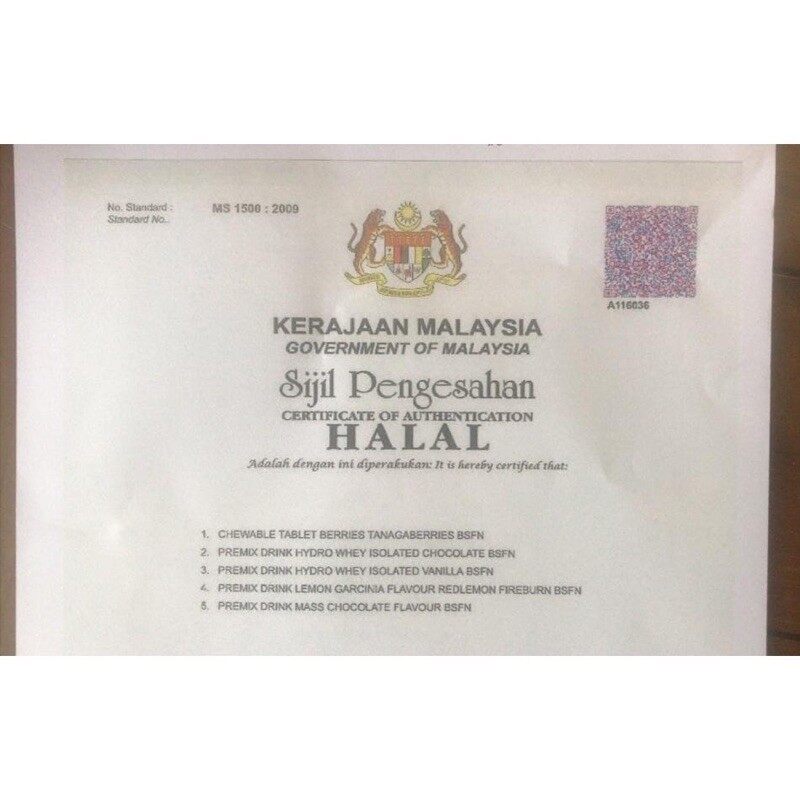 No. Standard : MS 1500 : 2009
Standard No..
A116036
KERAJAAN MALAYSIA
GOVERNMENT OF MALAYSIA
Sijil Pengesahan
CERTIFICATE OF AUTHENTICATION
HALAL
Adalah dengan ini diperakukan: It is hereby certified that:
1. CHEWABLE TABLET BERRIES TANAGABERRIES BSFN
2. PREMIX DRINK HYDRO WHEY ISOLATED CHOCOLATE BSFN
3. PREMIX DRINK HYDRO WHEY ISOLATED VANILLA BSFN
4. PREMIX DRINK LEMON GARCINIA FLAVOUR REDLEMON FIREBURN BSFN
5. PREMIX DRINK MASS CHOCOLATE FLAVOUR BSFN